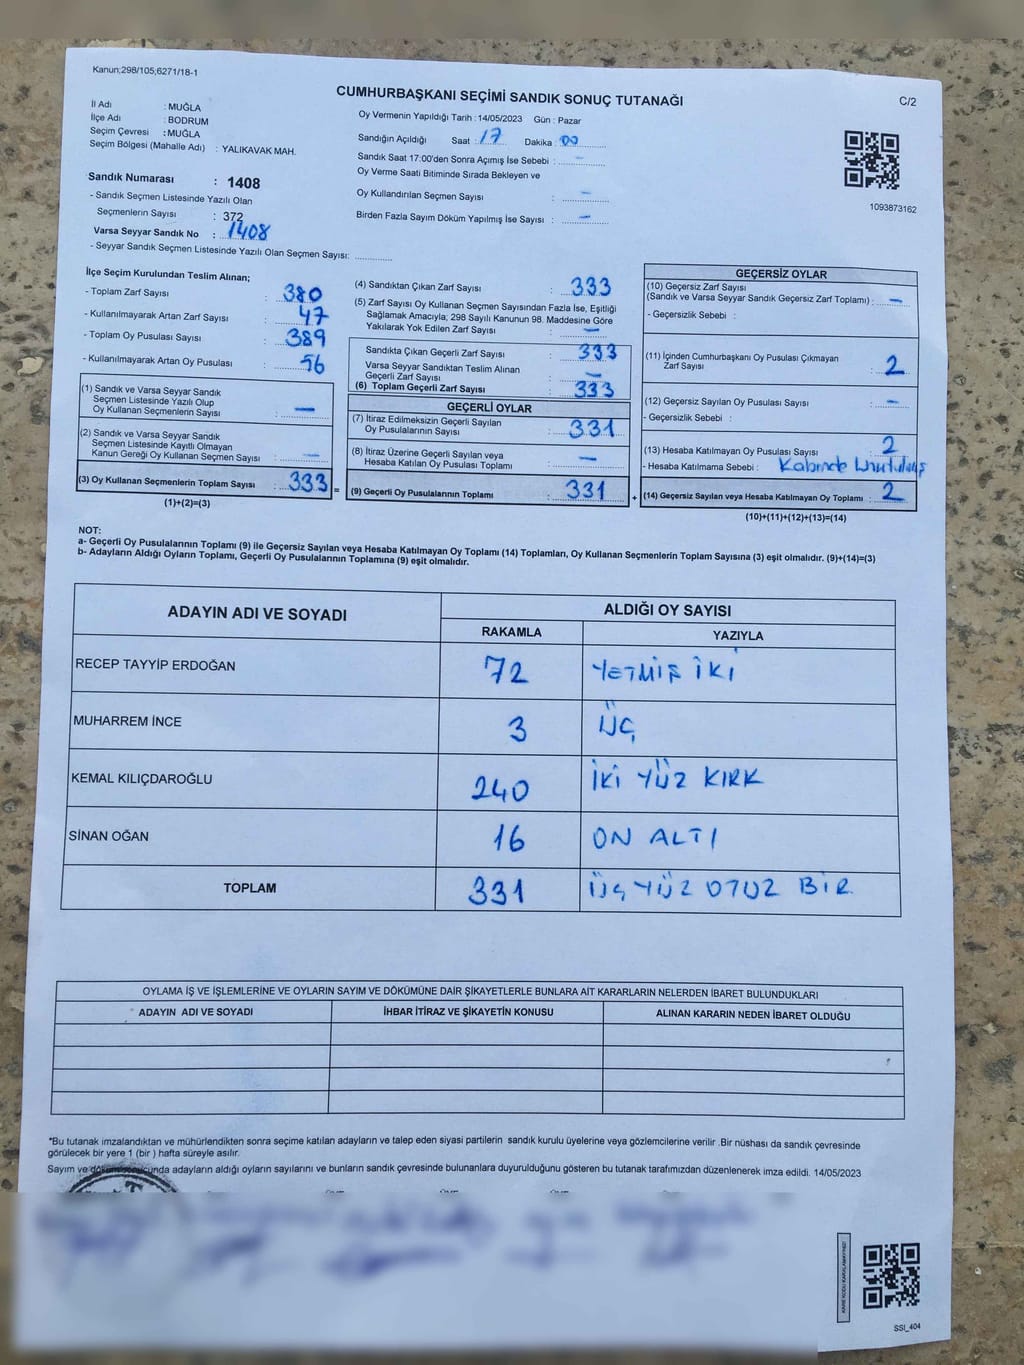 Kanun;298/105;6271/18-1
CUMHURBAŞKANI SEÇİMİ SANDIK SONUÇ TUTANAĞI
C/2
İl Adı : MUĞLA
İlçe Adı : BODRUM
Seçim Çevresi : MUĞLA
Seçim Bölgesi (Mahalle Adı) : YALIKAVAK MAH.
Sandık Numarası : 1408
- Sandık Seçmen Listesinde Yazılı Olan
Seçmenlerin Sayısı : 372
Varsa Seyyar Sandık No : 1408
- Seyyar Sandık Seçmen Listesinde Yazılı Olan Seçmen Sayısı: ............
Oy Vermenin Yapıldığı Tarih : 14/05/2023 Gün : Pazar
Sandığın Açıldığı Saat : 17 Dakika : 00
Sandık Saat 17:00'den Sonra Açımış İse Sebebi : -
Oy Verme Saati Bitiminde Sırada Bekleyen ve
Oy Kullandırılan Seçmen Sayısı : -
Birden Fazla Sayım Döküm Yapılmış İse Sayısı : -
1093873162
İlçe Seçim Kurulundan Teslim Alınan;
- Toplam Zarf Sayısı : 380
- Kullanılmayarak Artan Zarf Sayısı : 47
- Toplam Oy Pusulası Sayısı : 389
- Kullanılmayarak Artan Oy Pusulası : 56
(1) Sandık ve Varsa Seyyar Sandık
Seçmen Listesinde Yazılı Olup
Oy Kullanan Seçmenlerin Sayısı : -
(2) Sandık ve Varsa Seyyar Sandık
Seçmen Listesinde Kayıtlı Olmayan
Kanun Gereği Oy Kullanan Seçmen Sayısı : -
(3) Oy Kullanan Seçmenlerin Toplam Sayısı : 333 =
(1)+(2)=(3)
(4) Sandıktan Çıkan Zarf Sayısı : 333
(5) Zarf Sayısı Oy Kullanan Seçmen Sayısından Fazla İse, Eşitliği
Sağlamak Amacıyla; 298 Sayılı Kanunun 98. Maddesine Göre
Yakılarak Yok Edilen Zarf Sayısı : -
Sandıkta Çıkan Geçerli Zarf Sayısı : 333
Varsa Seyyar Sandıktan Teslim Alınan
Geçerli Zarf Sayısı : -
(6) Toplam Geçerli Zarf Sayısı : 333
GEÇERLİ OYLAR
(7) İtiraz Edilmeksizin Geçerli Sayılan
Oy Pusulalarının Sayısı : 331
(8) İtiraz Üzerine Geçerli Sayılan veya
Hesaba Katılan Oy Pusulası Toplamı : -
(9) Geçerli Oy Pusulalarının Toplamı : 331 +
GEÇERSİZ OYLAR
(10) Geçersiz Zarf Sayısı
(Sandık ve Varsa Seyyar Sandık Geçersiz Zarf Toplamı) : -
- Geçersizlik Sebebi :
(11) İçinden Cumhurbaşkanı Oy Pusulası Çıkmayan
Zarf Sayısı : 2
(12) Geçersiz Sayılan Oy Pusulası Sayısı : -
- Geçersizlik Sebebi :
(13) Hesaba Katılmayan Oy Pusulası Sayısı : 2
- Hesaba Katılmama Sebebi : Kabinde Unutulmuş
(14) Geçersiz Sayılan veya Hesaba Katılmayan Oy Toplamı : 2
(10)+(11)+(12)+(13)=(14)
NOT:
a- Geçerli Oy Pusulalarının Toplamı (9) ile Geçersiz Sayılan veya Hesaba Katılmayan Oy Toplamı (14) Toplamları, Oy Kullanan Seçmenlerin Toplam Sayısına (3) eşit olmalıdır. (9)+(14)=(3)
b- Adayların Aldığı Oyların Toplamı, Geçerli Oy Pusulalarının Toplamına (9) eşit olmalıdır.
ADAYIN ADI VE SOYADI ALDIĞI OY SAYISI
RAKAMLA YAZIYLA
RECEP TAYYİP ERDOĞAN 72 YETMİŞ İKİ
MUHARREM İNCE 3 ÜÇ
KEMAL KILIÇDAROĞLU 240 İKİ YÜZ KIRK
SİNAN OĞAN 16 ON ALTI
TOPLAM 331 ÜÇ YÜZ OTUZ BİR
OYLAMA İŞ VE İŞLEMLERİNE VE OYLARIN SAYIM VE DÖKÜMÜNE DAİR ŞİKAYETLERLE BUNLARA AİT KARARLARIN NELERDEN İBARET BULUNDUKLARI
ADAYIN ADI VE SOYADI İHBAR İTİRAZ VE ŞİKAYETİN KONUSU ALINAN KARARIN NEDEN İBARET OLDUĞU
*Bu tutanak imzalandıktan ve mühürlendikten sonra seçime katılan adayların ve talep eden siyasi partilerin sandık kurulu üyelerine veya gözlemcilerine verilir .Bir nüshası da sandık çevresinde
görülecek bir yere 1 (bir ) hafta süreyle asılır.
Sayım ve döküm sonucunda adayların aldığı oyların sayılarını ve bunların sandık çevresinde bulunanlara duyurulduğunu gösteren bu tutanak tarafımızdan düzenlenerek imza edildi. 14/05/2023
SSI_404